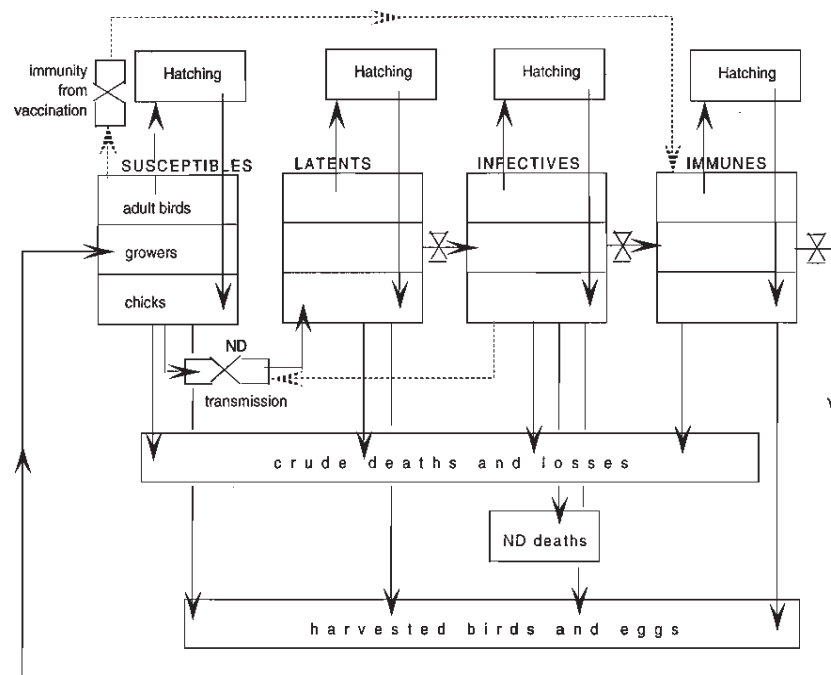 immunity
from
vaccination
Hatching
Hatching
Hatching
Hatching
SUSCEPTIBLES
LATENTS
INFECTIVES
IMMUNES
adult birds
growers
chicks
ND
transmission
crude deaths and losses
ND deaths
harvested birds and eggs